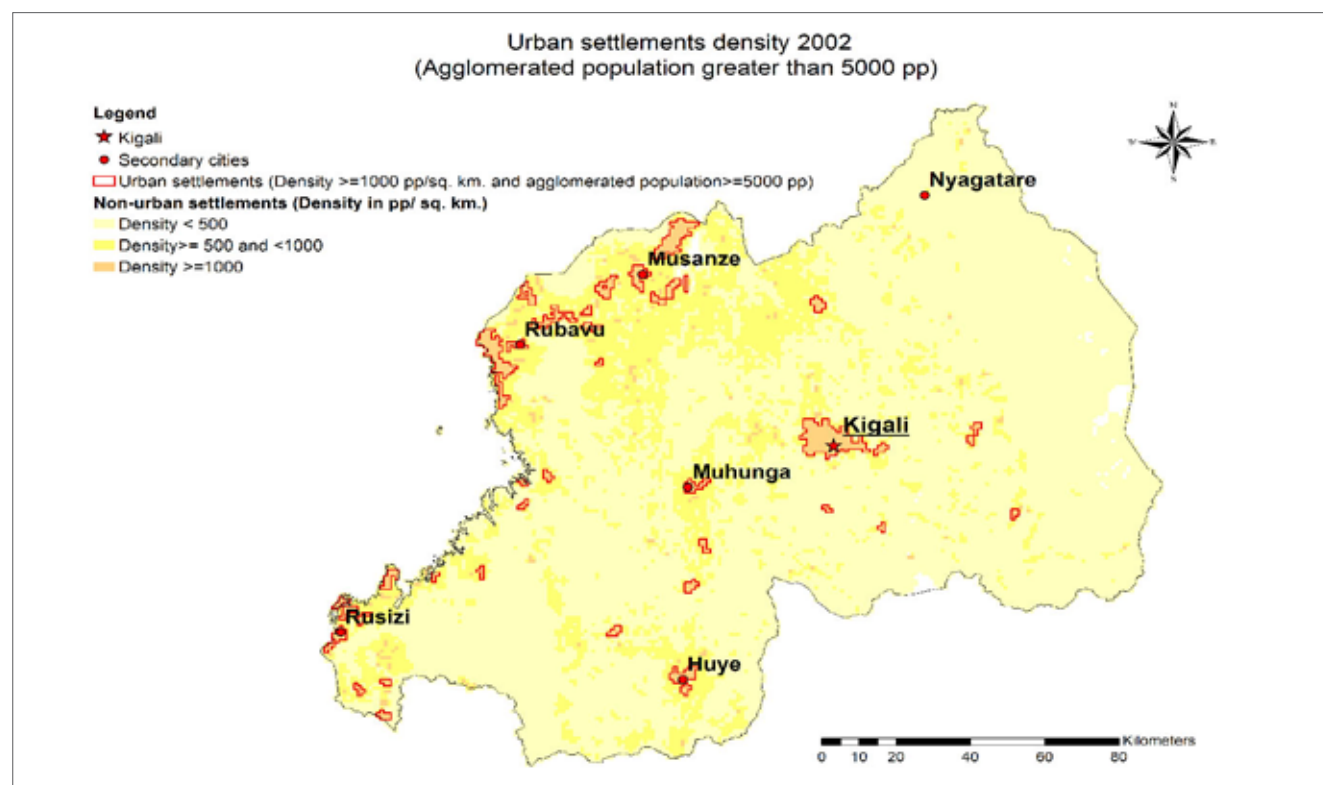 Urban settlements density 2002
(Agglomerated population greater than 5000 pp)
Legend
Kigali
Secondary cities
Urban settlements (Density >=1000 pp/sq. km. and agglomerated population>=5000 pp)
Non-urban settlements (Density in pp/ sq. km.)
Density < 500
Density>= 500 and <1000
Density >=1000
N
W
E
S
Nyagatare
Musanze
Rubavu
Kigali
Muhunga
Rusizi
Huye
Kilometers
0 10 20 40 60 80